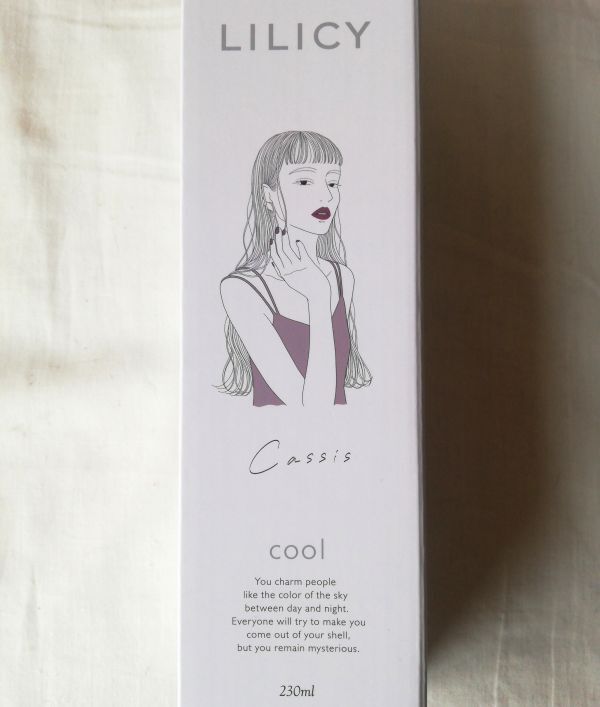 LILICY
Cassis
cool
You charm people
like the color of the sky
between day and night.
Everyone will try to make you
come out of your shell,
but you remain mysterious.
230ml